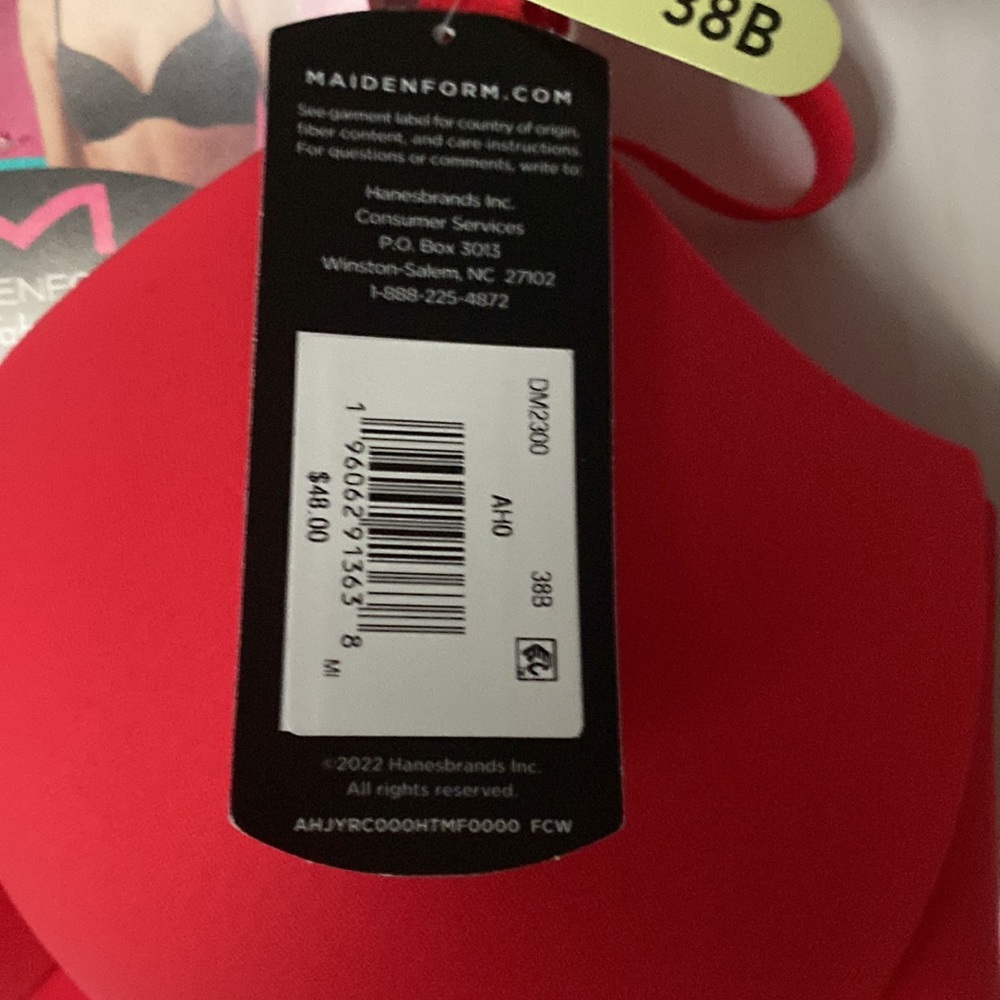 38B
MAIDENFORM.COM
See garment label for country of origin,
fiber content, and care instructions.
For questions or comments, write to:
Hanesbrands Inc.
Consumer Services
P.O. Box 3013
Winston-Salem, NC 27102
1-888-225-4872
DM2300 38B
AH0
1 96062 91363 8
MI
$48.00
©2022 Hanesbrands Inc.
All rights reserved.
AHJYRC000HTMF0000 FCW